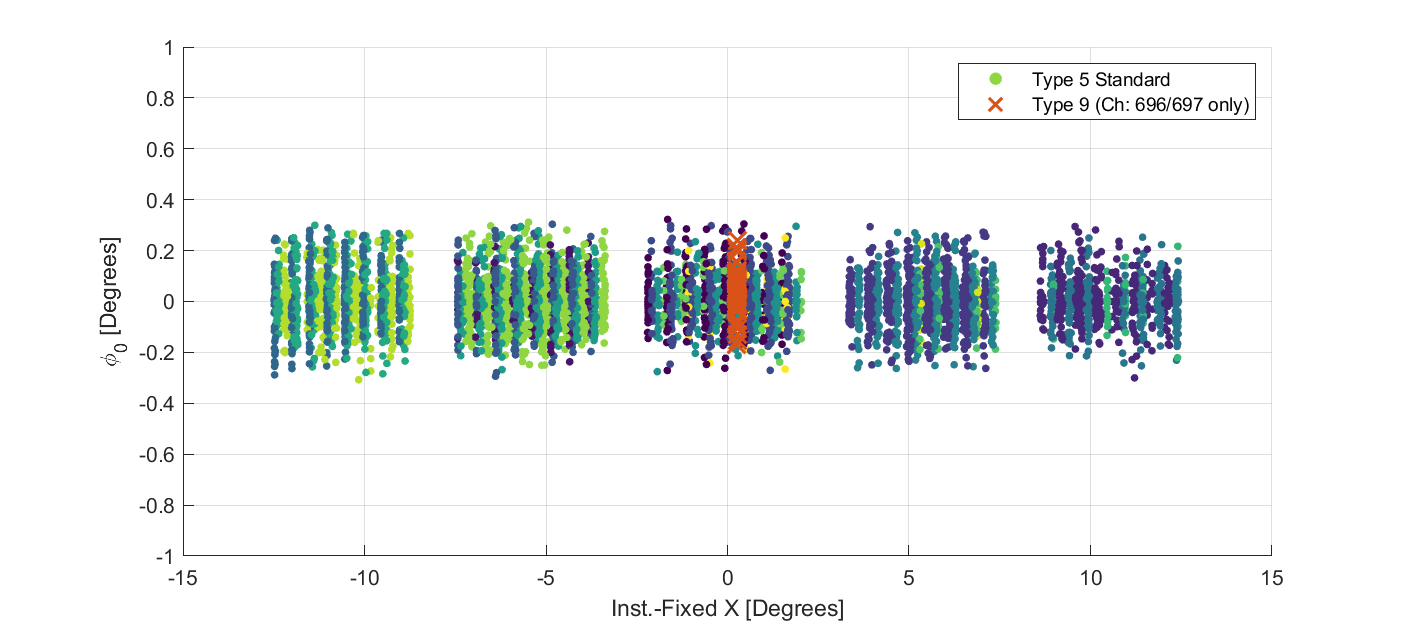 Type 5 Standard
Type 9 (Ch: 696/697 only)
1
0.8
0.6
0.4
0.2
0
-0.2
-0.4
-0.6
-0.8
-1
ϕ0 [Degrees]
-15 -10 -5 0 5 10 15
Inst.-Fixed X [Degrees]